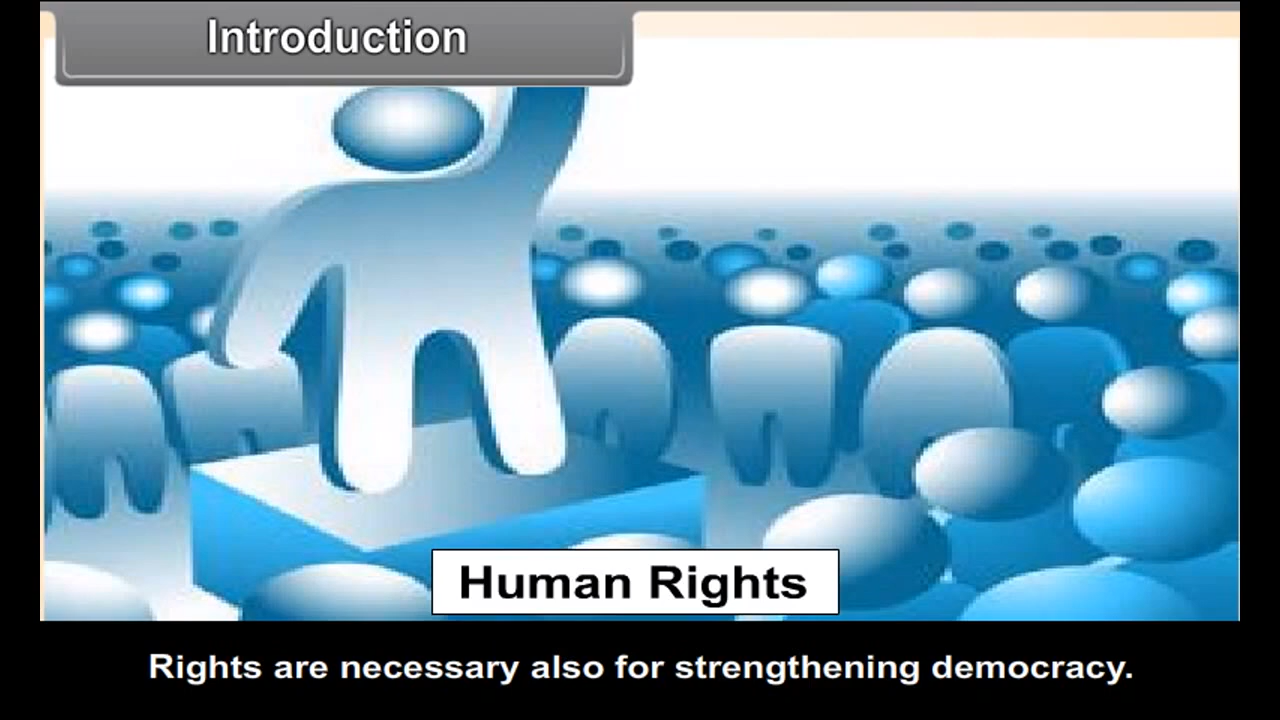 Introduction
Human Rights
Rights are necessary also for strengthening democracy.